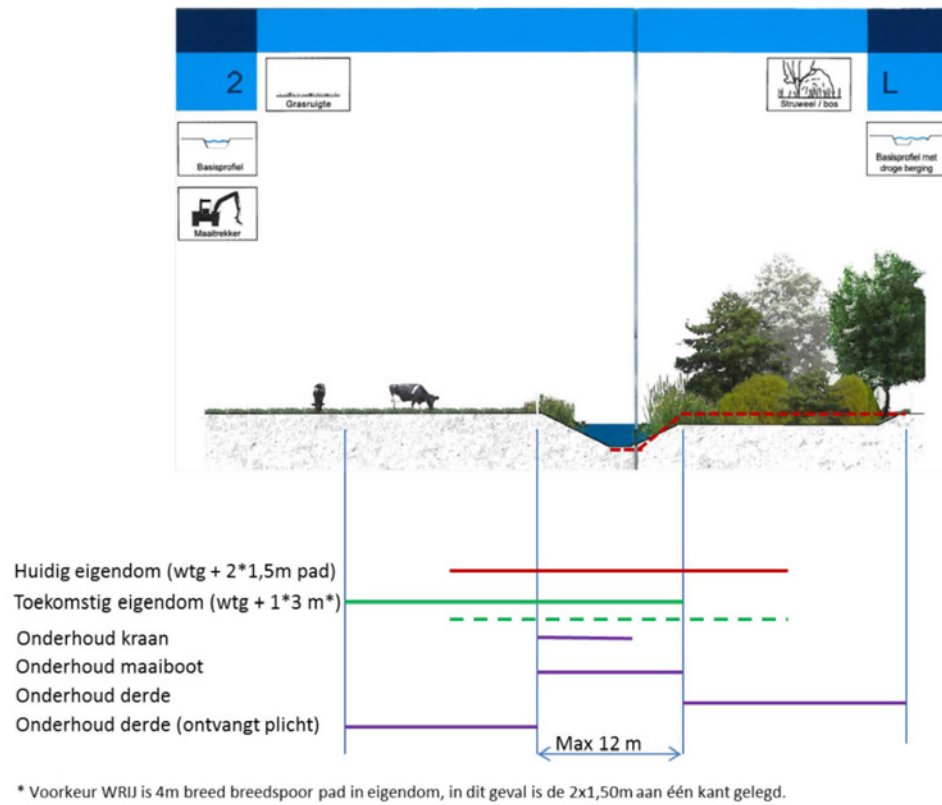 2
Grasruigte
Struweel / bos
L
Basisprofiel
Basisprofiel met
droge berging
Maaitrekker
Huidig eigendom (wtg + 2*1,5m pad)
Toekomstig eigendom (wtg + 1*3 m*)
Onderhoud kraan
Onderhoud maaiboot
Onderhoud derde
Onderhoud derde (ontvangt plicht)
Max 12 m
* Voorkeur WRIJ is 4m breed breedspoor pad in eigendom, in dit geval is de 2x1,50m aan één kant gelegd.